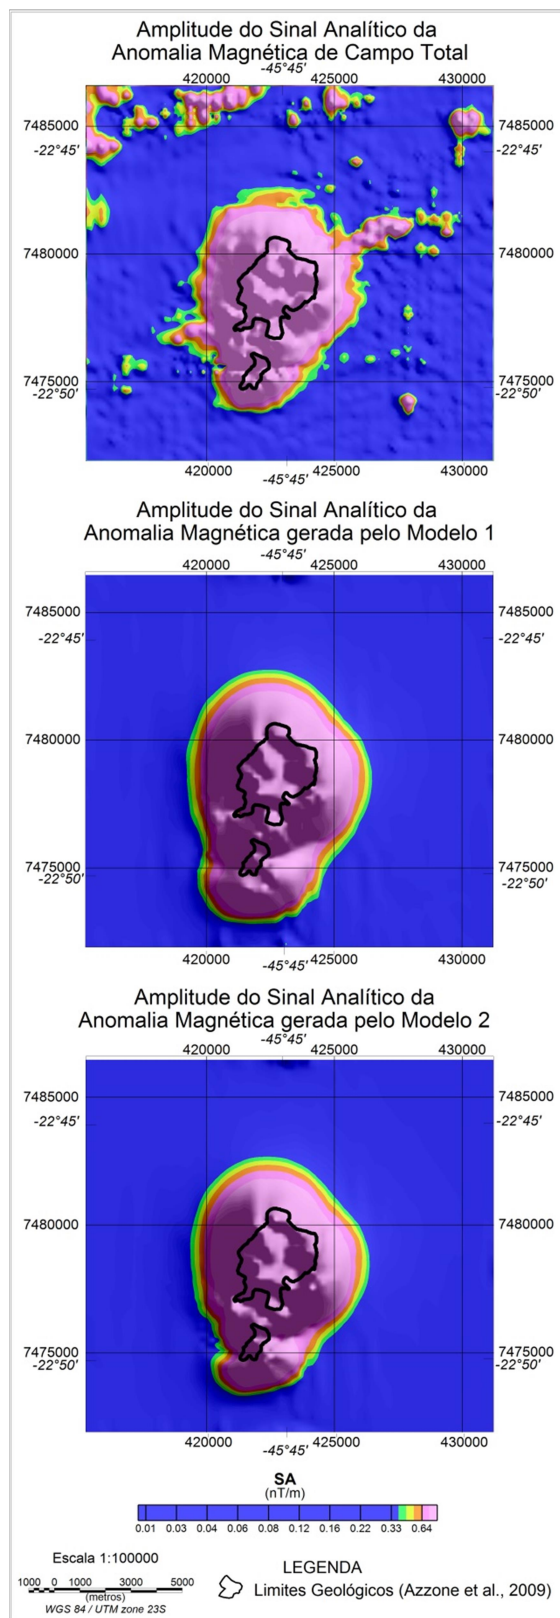 Amplitude do Sinal Analítico da
Anomalia Magnética de Campo Total
-45°45'
420000 425000 430000
7485000 7485000
-22°45' -22°45'
7480000 7480000
7475000 7475000
-22°50' -22°50'
420000 425000 430000
-45°45'
Amplitude do Sinal Analítico da
Anomalia Magnética gerada pelo Modelo 1
-45°45'
420000 425000 430000
7485000 7485000
-22°45' -22°45'
7480000 7480000
7475000 7475000
-22°50' -22°50'
420000 425000 430000
-45°45'
Amplitude do Sinal Analítico da
Anomalia Magnética gerada pelo Modelo 2
-45°45'
420000 425000 430000
7485000 7485000
-22°45' -22°45'
7480000 7480000
7475000 7475000
-22°50' -22°50'
420000 425000 430000
-45°45'
SA
(nT/m)
0.01 0.03 0.04 0.06 0.08 0.12 0.16 0.22 0.33 0.64
Escala 1:100000
1000 0 1000 3000 5000
(metros)
WGS 84 / UTM zone 23S
LEGENDA
Limites Geológicos (Azzone et al., 2009)